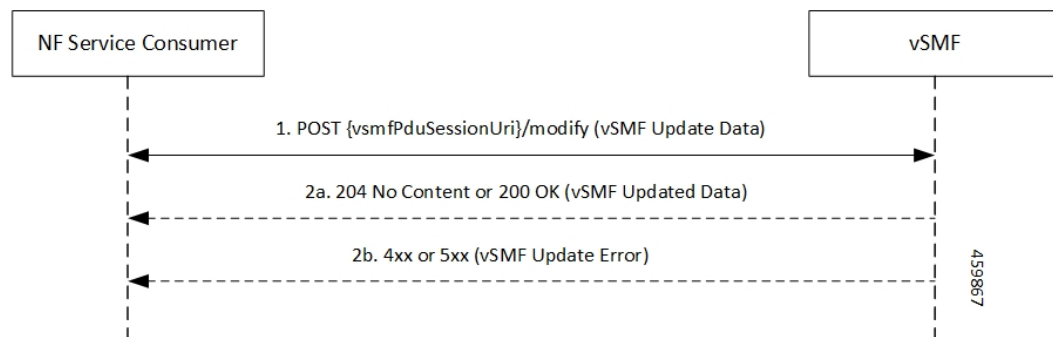 NF Service Consumer
vSMF
1. POST {vsmfPduSessionUri}/modify (vSMF Update Data)
2a. 204 No Content or 200 OK (vSMF Updated Data)
2b. 4xx or 5xx (vSMF Update Error)
459867